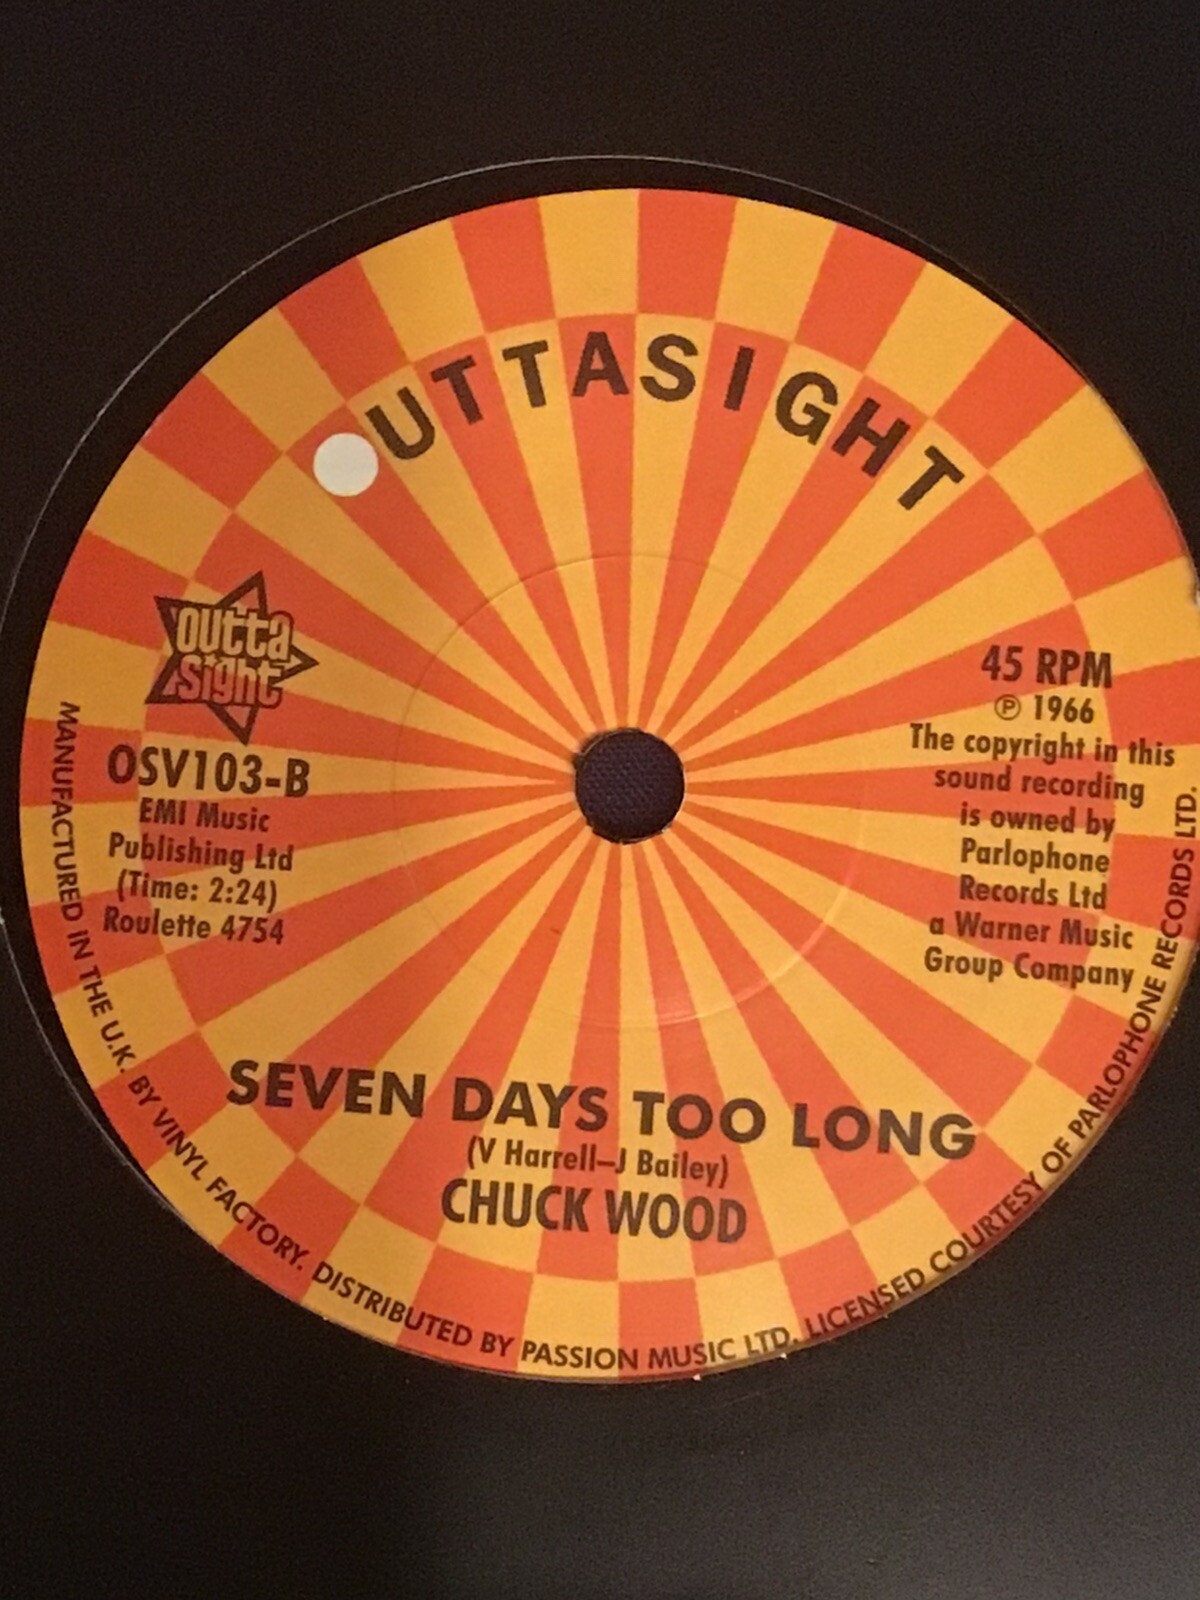 UTTASIGHT
outta
sight
OSV103-B
EMI Music
Publishing Ltd
(Time: 2:24)
Roulette 4754
45 RPM
℗ 1966
The copyright in this
sound recording
is owned by
Parlophone
Records Ltd
a Warner Music
Group Company
SEVEN DAYS TOO LONG
(V Harrell–J Bailey)
CHUCK WOOD
MANUFACTURED IN THE U.K. BY VINYL FACTORY. DISTRIBUTED BY PASSION MUSIC LTD. LICENSED COURTESY OF PARLOPHONE RECORDS LTD.